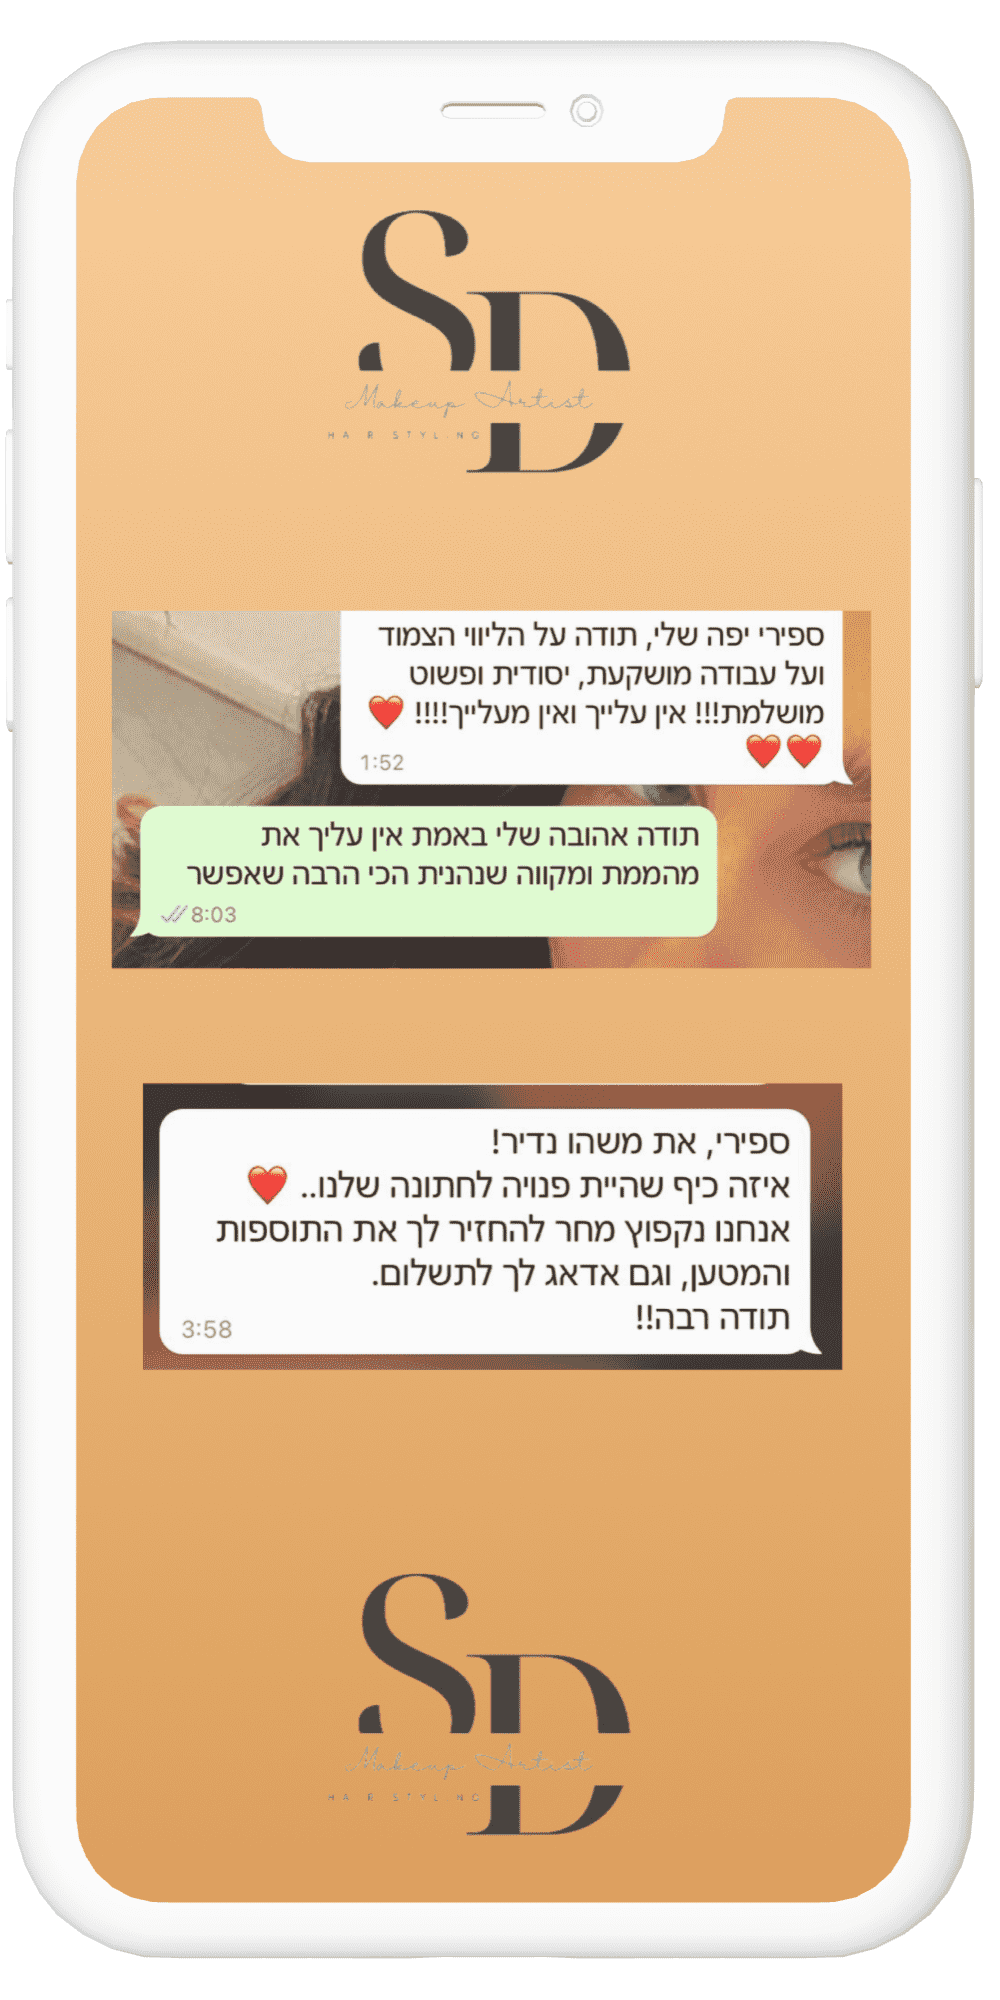 SD
Makeup Artist
HAIR STYLING
ספירי יפה שלי, תודה על הליווי הצמוד
ועל עבודה מושקעת, יסודית ופשוט
מושלמת!!! אין עלייך ואין מעלייך!!!! ❤️
❤️❤️
1:52
תודה אהובה שלי באמת אין עליך את
מהממת ומקווה שנהנית הכי הרבה שאפשר
8:03
ספירי, את משהו נדיר!
איזה כיף שהיית פנויה לחתונה שלנו.. ❤️
אנחנו נקפוץ מחר להחזיר לך את התוספות
והמטען, וגם אדאג לך לתשלום.
תודה רבה!!
3:58
SD
Makeup Artist
HAIR STYLING